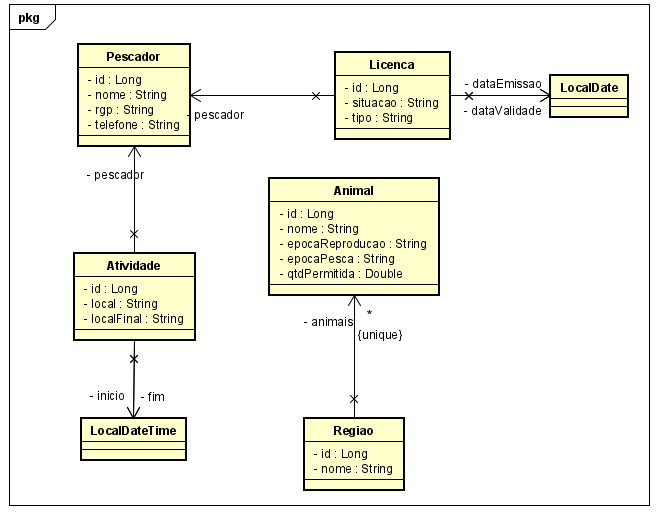 pkg
Pescador
- id : Long
- nome : String
- rgp : String
- telefone : String
Licenca
- id : Long
- situacao : String
- tipo : String
- dataEmissao
- dataValidade
LocalDate
- pescador
- pescador
Animal
- id : Long
- nome : String
- epocaReproducao : String
- epocaPesca : String
- qtdPermitida : Double
Atividade
- id : Long
- local : String
- localFinal : String
- animais
*
{unique}
- inicio
- fim
LocalDateTime
Regiao
- id : Long
- nome : String